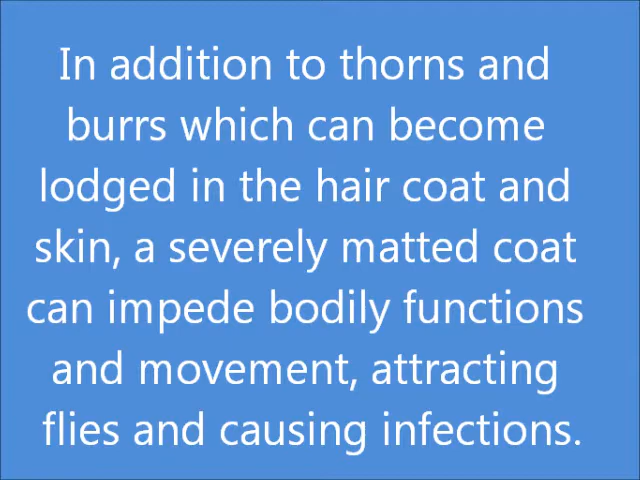 In addition to thorns and
burrs which can become
lodged in the hair coat and
skin, a severely matted coat
can impede bodily functions
and movement, attracting
flies and causing infections.